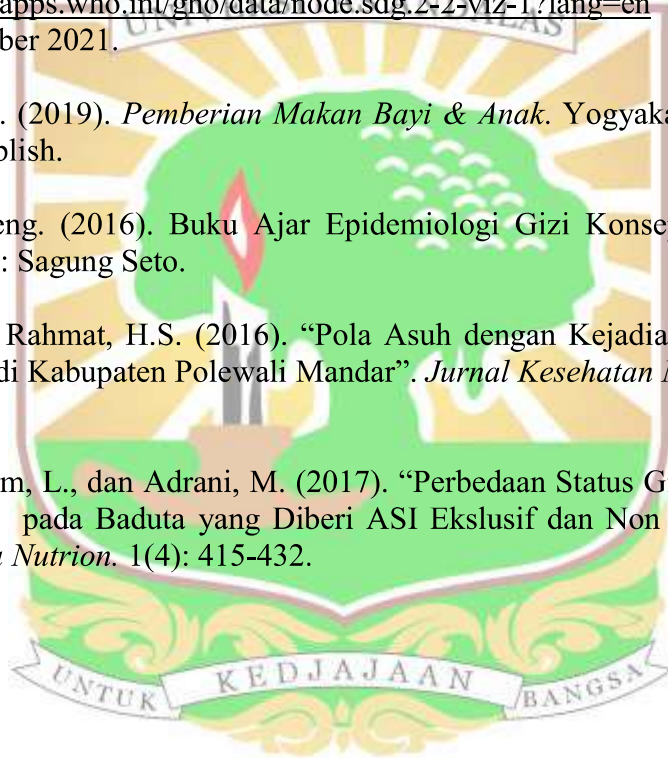 apps.who.int/gho/data/node.sdg.2-2-viz-1?lang=en
UNIVERSITAS ANDALAS
ber 2021.
. (2019). Pemberian Makan Bayi & Anak. Yogyaka
blish.
eng. (2016). Buku Ajar Epidemiologi Gizi Konse
: Sagung Seto.
Rahmat, H.S. (2016). “Pola Asuh dengan Kejadia
di Kabupaten Polewali Mandar”. Jurnal Kesehatan M
m, L., dan Adrani, M. (2017). “Perbedaan Status G
pada Baduta yang Diberi ASI Ekslusif dan Non
a Nutrion. 1(4): 415-432.
UNTUK KEDJAJAAN BANGSA